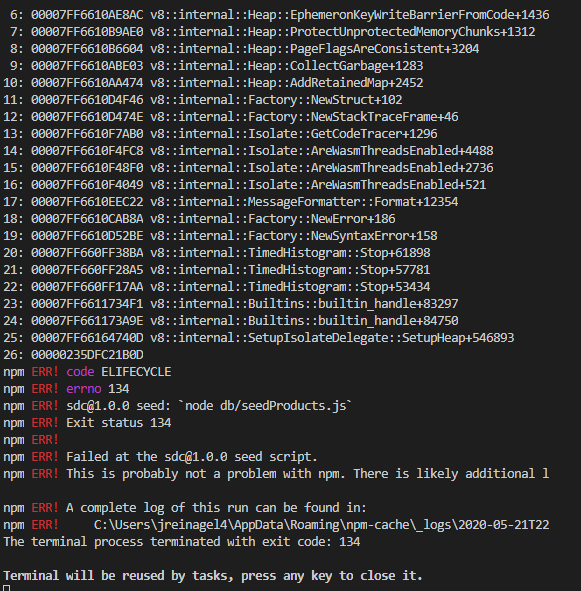 6: 00007FF6610AE8AC v8::internal::Heap::EphemeronKeyWriteBarrierFromCode+1436
7: 00007FF6610B9AE0 v8::internal::Heap::ProtectUnprotectedMemoryChunks+1312
8: 00007FF6610B6604 v8::internal::Heap::PageFlagsAreConsistent+3204
9: 00007FF6610ABE03 v8::internal::Heap::CollectGarbage+1283
10: 00007FF6610AA474 v8::internal::Heap::AddRetainedMap+2452
11: 00007FF6610D4F46 v8::internal::Factory::NewStruct+102
12: 00007FF6610D474E v8::internal::Factory::NewStackTraceFrame+46
13: 00007FF6610F7AB0 v8::internal::Isolate::GetCodeTracer+1296
14: 00007FF6610F4FC8 v8::internal::Isolate::AreWasmThreadsEnabled+4488
15: 00007FF6610F48F0 v8::internal::Isolate::AreWasmThreadsEnabled+2736
16: 00007FF6610F4049 v8::internal::Isolate::AreWasmThreadsEnabled+521
17: 00007FF6610EEC22 v8::internal::MessageFormatter::Format+12354
18: 00007FF6610CAB8A v8::internal::Factory::NewError+186
19: 00007FF6610D52BE v8::internal::Factory::NewSyntaxError+158
20: 00007FF660FF38BA v8::internal::TimedHistogram::Stop+61898
21: 00007FF660FF28A5 v8::internal::TimedHistogram::Stop+57781
22: 00007FF660FF17AA v8::internal::TimedHistogram::Stop+53434
23: 00007FF6611734F1 v8::internal::Builtins::builtin_handle+83297
24: 00007FF661173A9E v8::internal::Builtins::builtin_handle+84750
25: 00007FF66164740D v8::internal::SetupIsolateDelegate::SetupHeap+546893
26: 00000235DFC21B0D
npm ERR! code ELIFECYCLE
npm ERR! errno 134
npm ERR! sdc@1.0.0 seed: `node db/seedProducts.js`
npm ERR! Exit status 134
npm ERR!
npm ERR! Failed at the sdc@1.0.0 seed script.
npm ERR! This is probably not a problem with npm. There is likely additional l
npm ERR! A complete log of this run can be found in:
npm ERR!     C:\Users\jreinagel4\AppData\Roaming\npm-cache\_logs\2020-05-21T22
The terminal process terminated with exit code: 134
Terminal will be reused by tasks, press any key to close it.